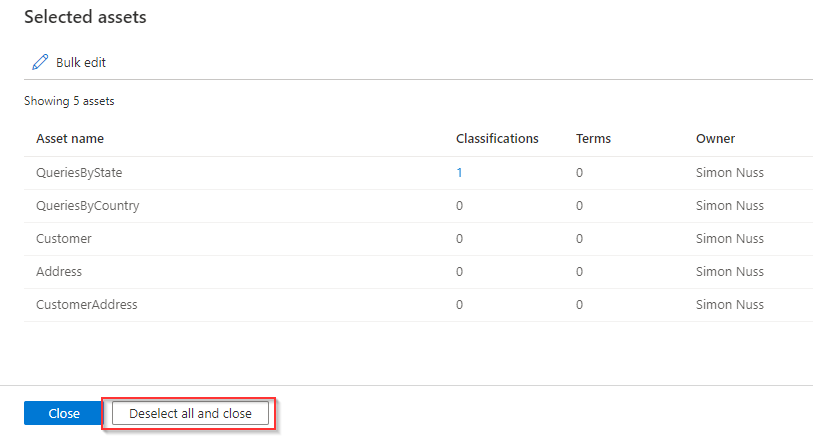 Selected assets
Bulk edit
Showing 5 assets
Asset name Classifications Terms Owner
QueriesByState 1 0 Simon Nuss
QueriesByCountry 0 0 Simon Nuss
Customer 0 0 Simon Nuss
Address 0 0 Simon Nuss
CustomerAddress 0 0 Simon Nuss
Close Deselect all and close